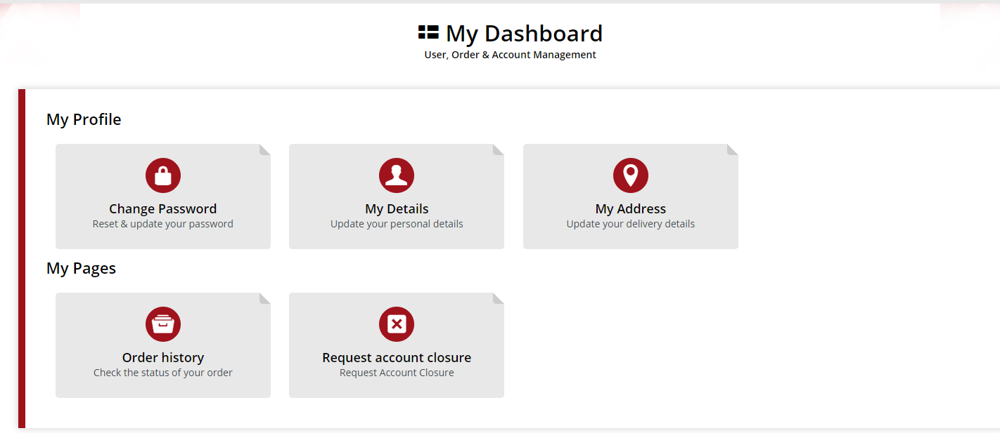 My Dashboard
User, Order & Account Management
My Profile
Change Password
Reset & update your password
My Details
Update your personal details
My Address
Update your delivery details
My Pages
Order history
Check the status of your order
Request account closure
Request Account Closure